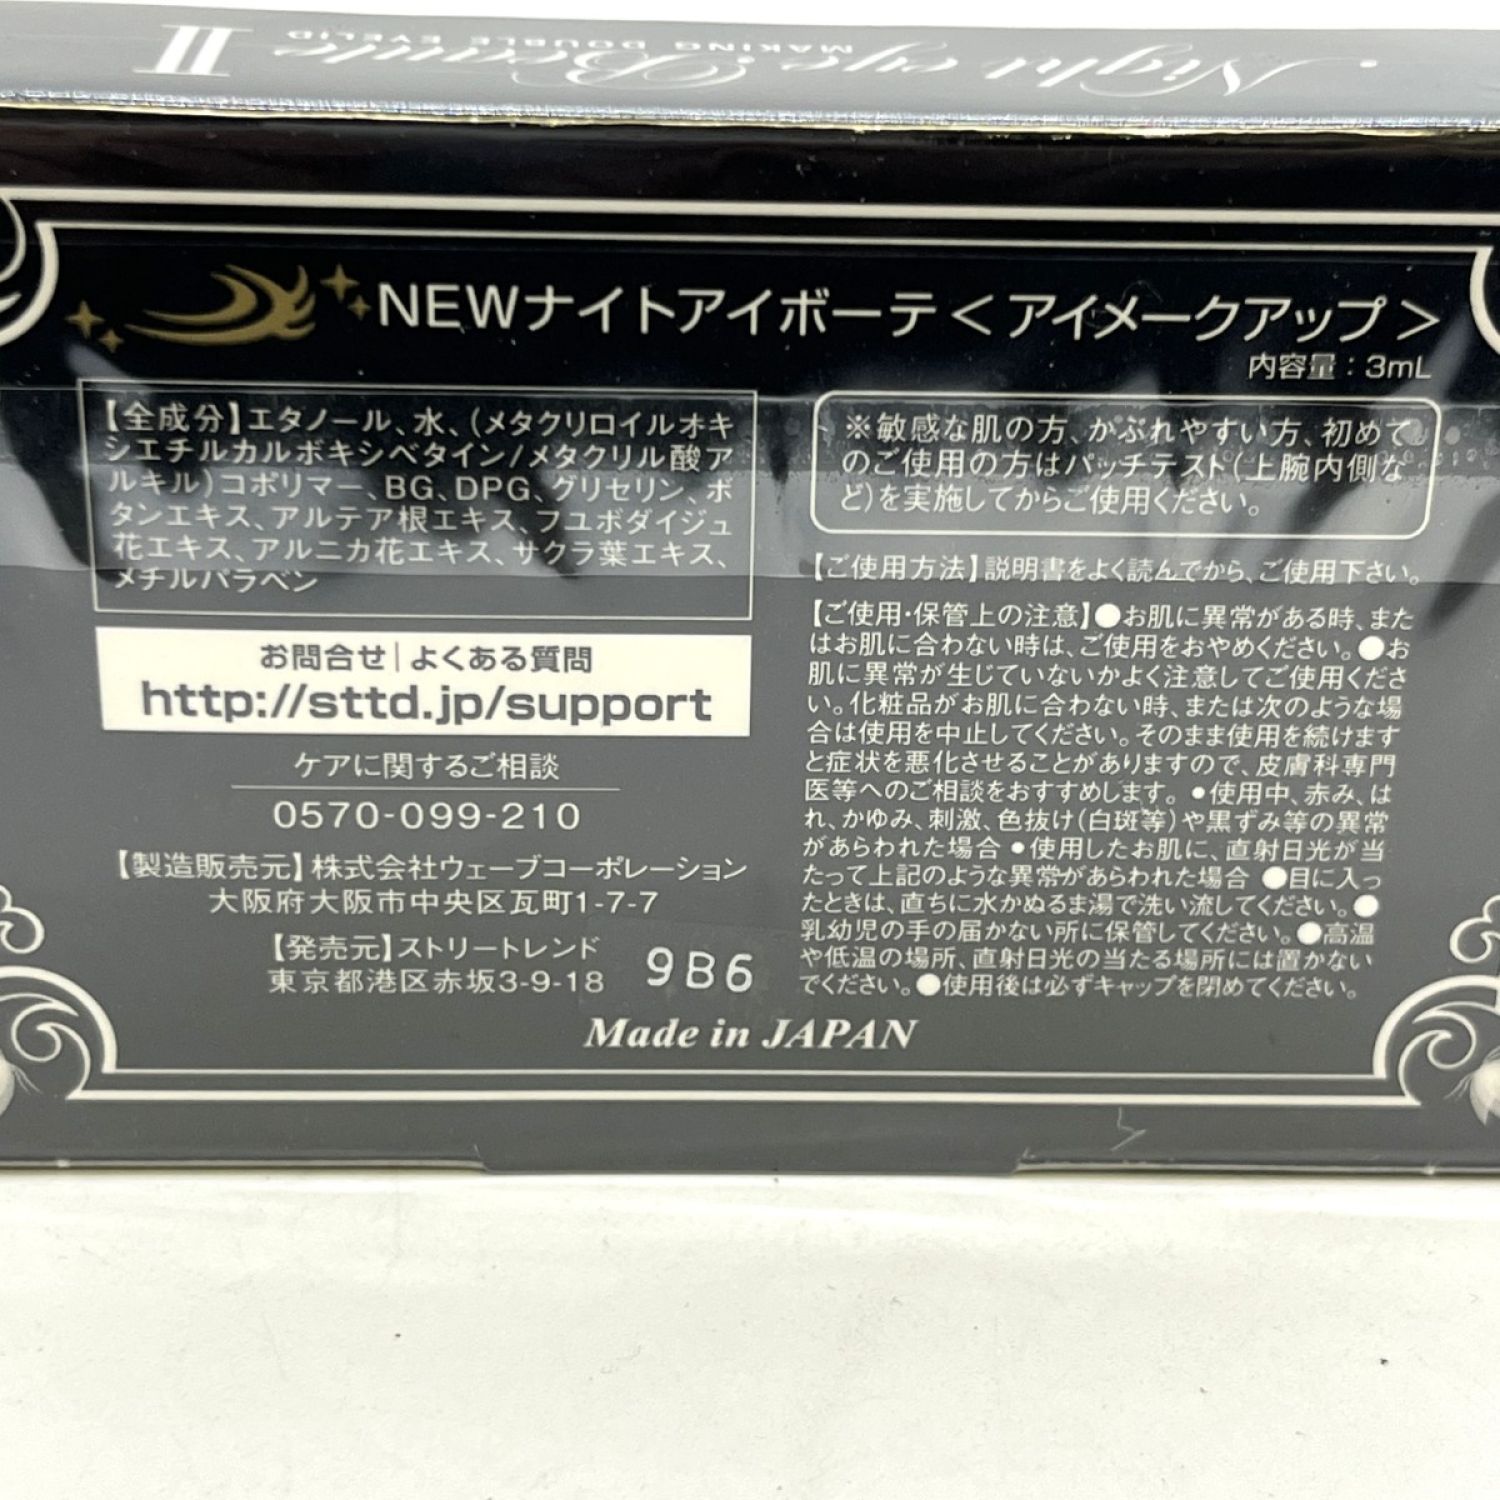 Night eye Beaute II
MAKING DOUBLE EYELID
NEWナイトアイボーテ＜アイメークアップ＞
内容量：3mL
【全成分】エタノール、水、(メタクリロイルオキ
シエチルカルボキシベタイン/メタクリル酸ア
ルキル)コポリマー、BG、DPG、グリセリン、ボ
タンエキス、アルテア根エキス、フユボダイジュ
花エキス、アルニカ花エキス、サクラ葉エキス、
メチルパラベン
お問合せ|よくある質問
http://sttd.jp/support
ケアに関するご相談
0570-099-210
【製造販売元】株式会社ウェーブコーポレーション
大阪府大阪市中央区瓦町1-7-7
【発売元】ストリートレンド
東京都港区赤坂3-9-18
9B6
※敏感な肌の方、かぶれやすい方、初めて
のご使用の方はパッチテスト(上腕内側な
ど)を実施してからご使用ください。
【ご使用方法】説明書をよく読んでから、ご使用下さい。
【ご使用・保管上の注意】●お肌に異常がある時、また
はお肌に合わない時は、ご使用をおやめください。●お
肌に異常が生じていないかよく注意してご使用くださ
い。化粧品がお肌に合わない時、または次のような場
合は使用を中止してください。そのまま使用を続けます
と症状を悪化させることがありますので、皮膚科専門
医等へのご相談をおすすめします。•使用中、赤み、は
れ、かゆみ、刺激、色抜け(白斑等)や黒ずみ等の異常
があらわれた場合•使用したお肌に、直射日光が当
たって上記のような異常があらわれた場合 ●目に入っ
たときは、直ちに水かぬるま湯で洗い流してください。●
乳幼児の手の届かない所に保管してください。●高温
や低温の場所、直射日光の当たる場所には置かない
でください。●使用後は必ずキャップを閉めてください。
Made in JAPAN